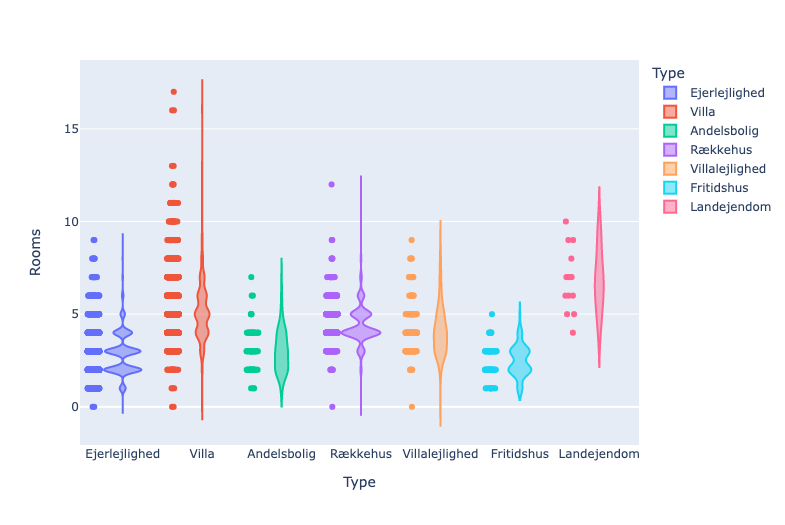 Type
Ejerlejlighed
Villa
Andelsbolig
Rækkehus
Villalejlighed
Fritidshus
Landejendom
15
10
5
0
Rooms
Ejerlejlighed Villa Andelsbolig Rækkehus Villalejlighed Fritidshus Landejendom
Type